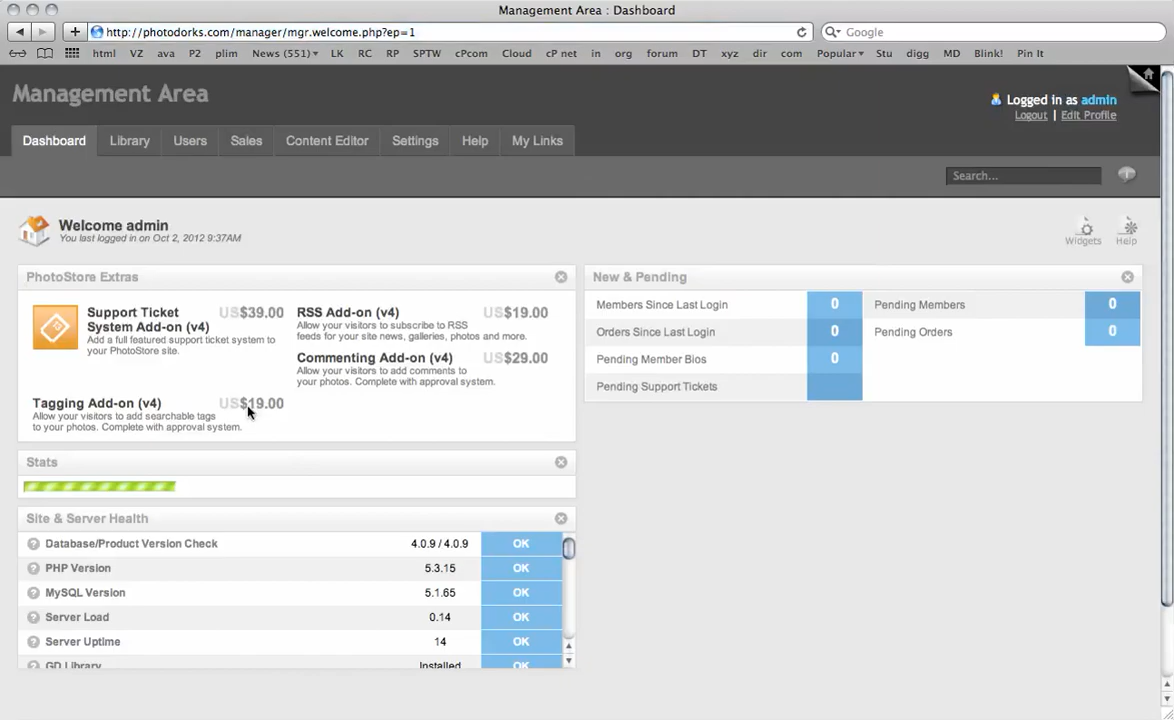 Management Area : Dashboard
http://photodorks.com/manager/mgr.welcome.php?ep=1
Google
html VZ ava P2 plim News (551) LK RC RP SPTW cPcom Cloud cP net in org forum DT xyz dir com Popular Stu digg MD Blink! Pin It
Management Area
Logged in as admin
Logout | Edit Profile
Dashboard Library Users Sales Content Editor Settings Help My Links
Search...
Welcome admin
You last logged in on Oct 2, 2012 9:37AM
Widgets Help
PhotoStore Extras
Support Ticket System Add-on (v4) US$39.00
Add a full featured support ticket system to
your PhotoStore site.
RSS Add-on (v4) US$19.00
Allow your visitors to subscribe to RSS
feeds for your site news, galleries, photos and more.
Commenting Add-on (v4) US$29.00
Allow your visitors to add comments to
your photos. Complete with approval system.
Tagging Add-on (v4) US$19.00
Allow your visitors to add searchable tags
to your photos. Complete with approval system.
New & Pending
Members Since Last Login 0
Pending Members 0
Orders Since Last Login 0
Pending Orders 0
Pending Member Bios 0
Pending Support Tickets
Stats
Site & Server Health
Database/Product Version Check 4.0.9 / 4.0.9 OK
PHP Version 5.3.15 OK
MySQL Version 5.1.65 OK
Server Load 0.14 OK
Server Uptime 14 OK
GD Library Installed OK